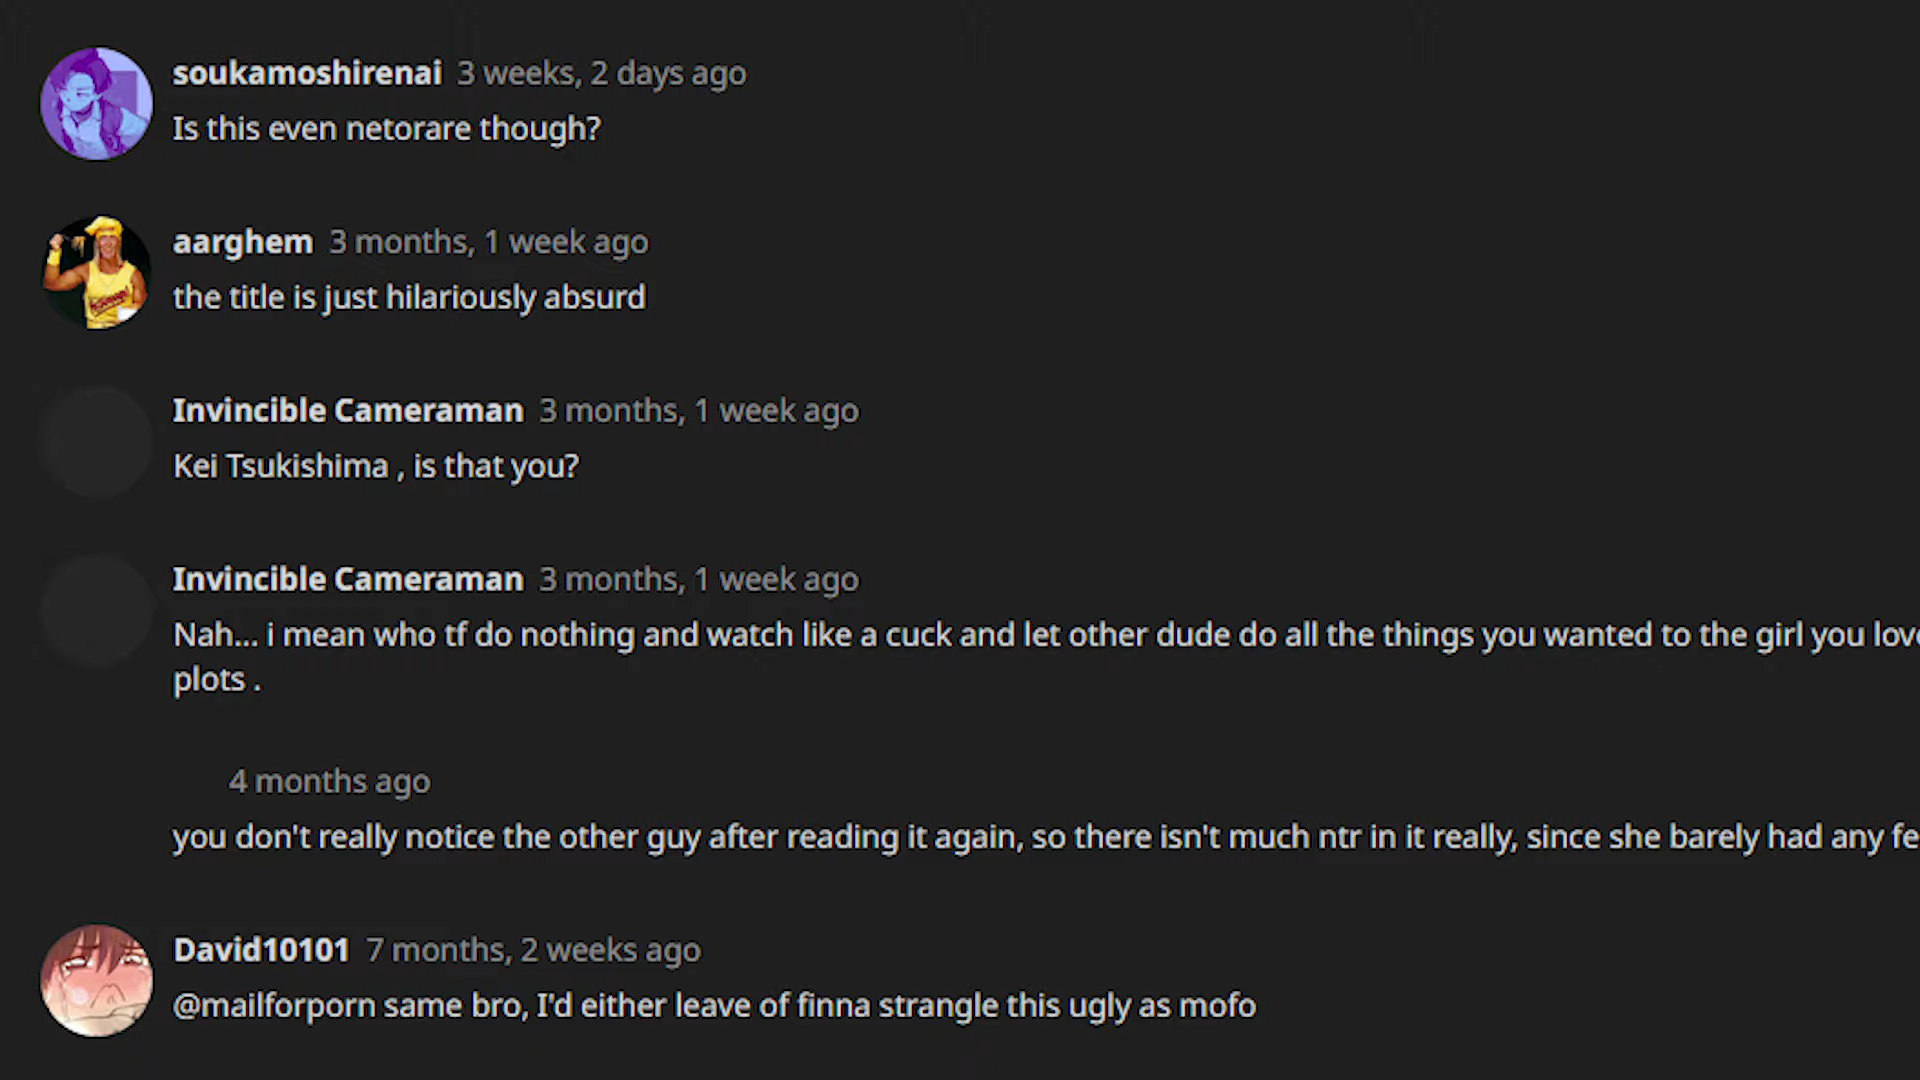 soukamoshirenai 3 weeks, 2 days ago
Is this even netorare though?
aarghem 3 months, 1 week ago
the title is just hilariously absurd
Invincible Cameraman 3 months, 1 week ago
Kei Tsukishima , is that you?
Invincible Cameraman 3 months, 1 week ago
Nah... i mean who tf do nothing and watch like a cuck and let other dude do all the things you wanted to the girl you love
plots .
4 months ago
you don't really notice the other guy after reading it again, so there isn't much ntr in it really, since she barely had any fe
David10101 7 months, 2 weeks ago
@mailforporn same bro, I'd either leave of finna strangle this ugly as mofo